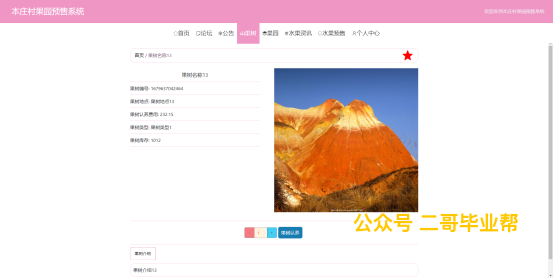 本庄村果园预售系统
欢迎来到本庄村果园预售系统
首页 论坛 公告 果树 果园 水果资讯 水果预售 个人中心
首页 / 果树名称13
果树名称13
果树编号: 1679637042464
果树地点: 果树地点13
果树认养费用: 242.15
果树类型: 果树类型1
果树库存: 1012
公众号 二哥毕业帮
果树认养
果树介绍
果树介绍13